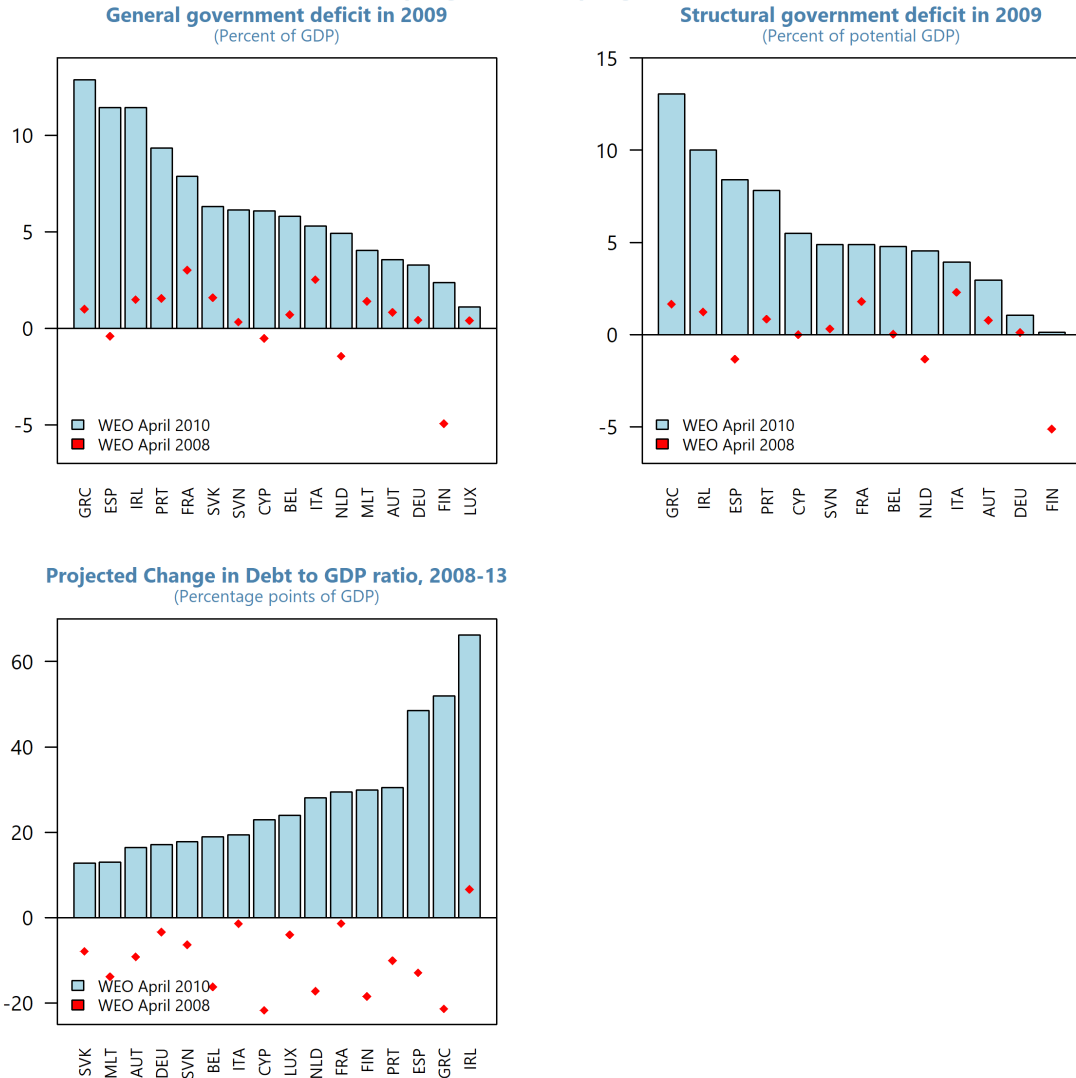 General government deficit in 2009
(Percent of GDP)
10
5
0
-5
WEO April 2010
WEO April 2008
GRC ESP IRL PRT FRA SVK SVN CYP BEL ITA NLD MLT AUT DEU FIN LUX
Structural government deficit in 2009
(Percent of potential GDP)
15
10
5
0
-5
WEO April 2010
WEO April 2008
GRC IRL ESP PRT CYP SVN FRA BEL NLD ITA AUT DEU FIN
Projected Change in Debt to GDP ratio, 2008-13
(Percentage points of GDP)
60
40
20
0
-20
WEO April 2010
WEO April 2008
SVK MLT AUT DEU SVN BEL ITA CYP LUX NLD FRA FIN PRT ESP GRC IRL